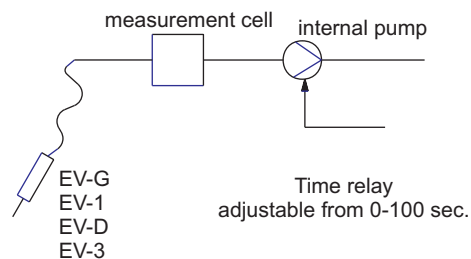 measurement cell
internal pump
EV-G
EV-1
EV-D
EV-3
Time relay
adjustable from 0-100 sec.